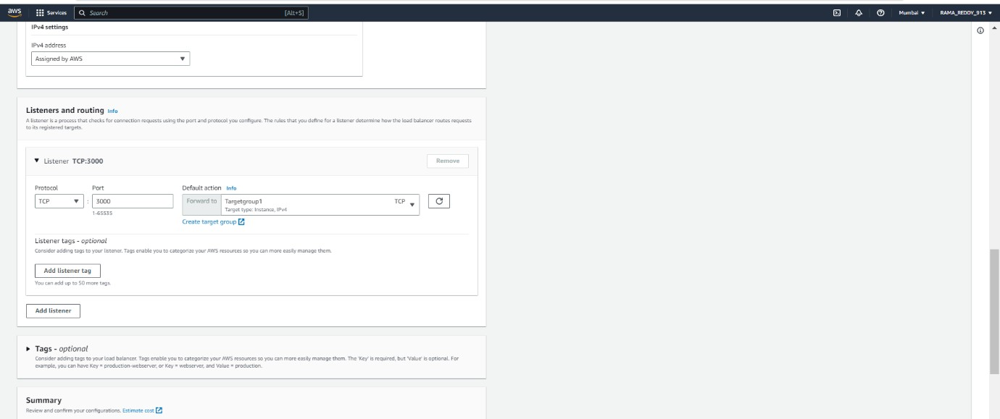 aws Services Search [Alt+S] Mumbai RAMA_REDDY_913
IPv4 settings
IPv4 address
Assigned by AWS
Listeners and routing Info
A listener is a process that checks for connection requests using the port and protocol you configure. The rules that you define for a listener determine how the load balancer routes requests
to its registered targets.
Listener TCP:3000 Remove
Protocol Port Default action Info
TCP : 3000 Forward to Targetgroup1 TCP
Target type: Instance, IPv4
1-65535
Create target group
Listener tags - optional
Consider adding tags to your listener. Tags enable you to categorize your AWS resources so you can more easily manage them.
Add listener tag
You can add up to 50 more tags.
Add listener
Tags - optional
Consider adding tags to your load balancer. Tags enable you to categorize your AWS resources so you can more easily manage them. The 'Key' is required, but 'Value' is optional. For
example, you can have Key = production-webserver, or Key = webserver, and Value = production.
Summary
Review and confirm your configurations. Estimate cost